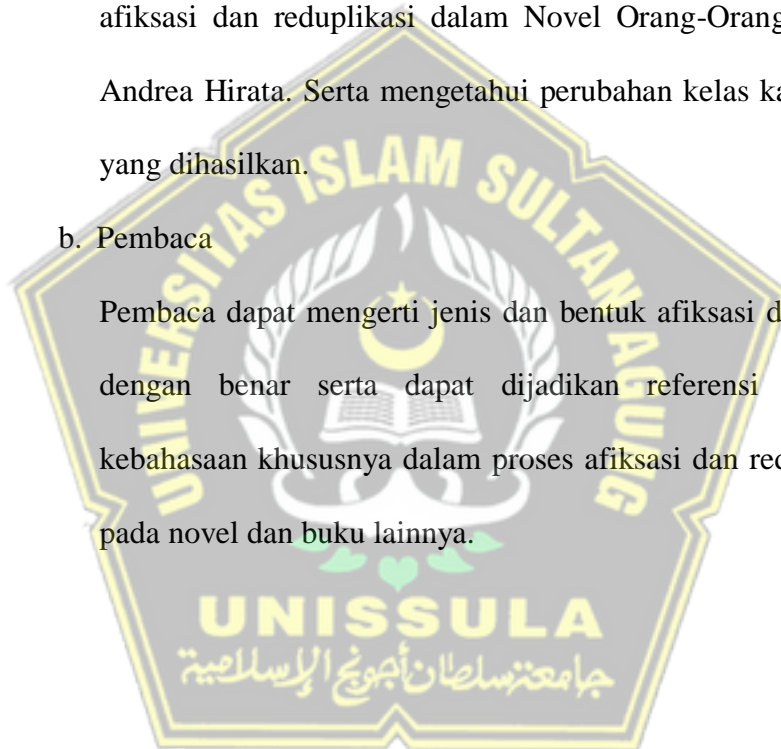 afiksasi dan reduplikasi dalam Novel Orang-Orang
Andrea Hirata. Serta mengetahui perubahan kelas ka
yang dihasilkan.
b. Pembaca
Pembaca dapat mengerti jenis dan bentuk afiksasi d
dengan benar serta dapat dijadikan referensi
kebahasaan khususnya dalam proses afiksasi dan red
pada novel dan buku lainnya.
UNIVERSITAS ISLAM SULTAN AGUNG
UNISSULA
جامعتنسلطان أجونج الإسلامية